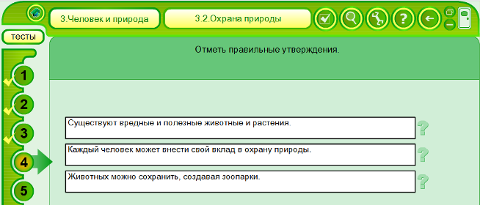 3:Человек и природа
3.2.Охрана природы
тосты
Отметь правильные утверждения.
1
2
3
4
5
Существуют вредные и полезные животные и растения.
Каждый человек может внести свой вклад в охрану природы.
Животных можно сохранить, создавая зоопарки.